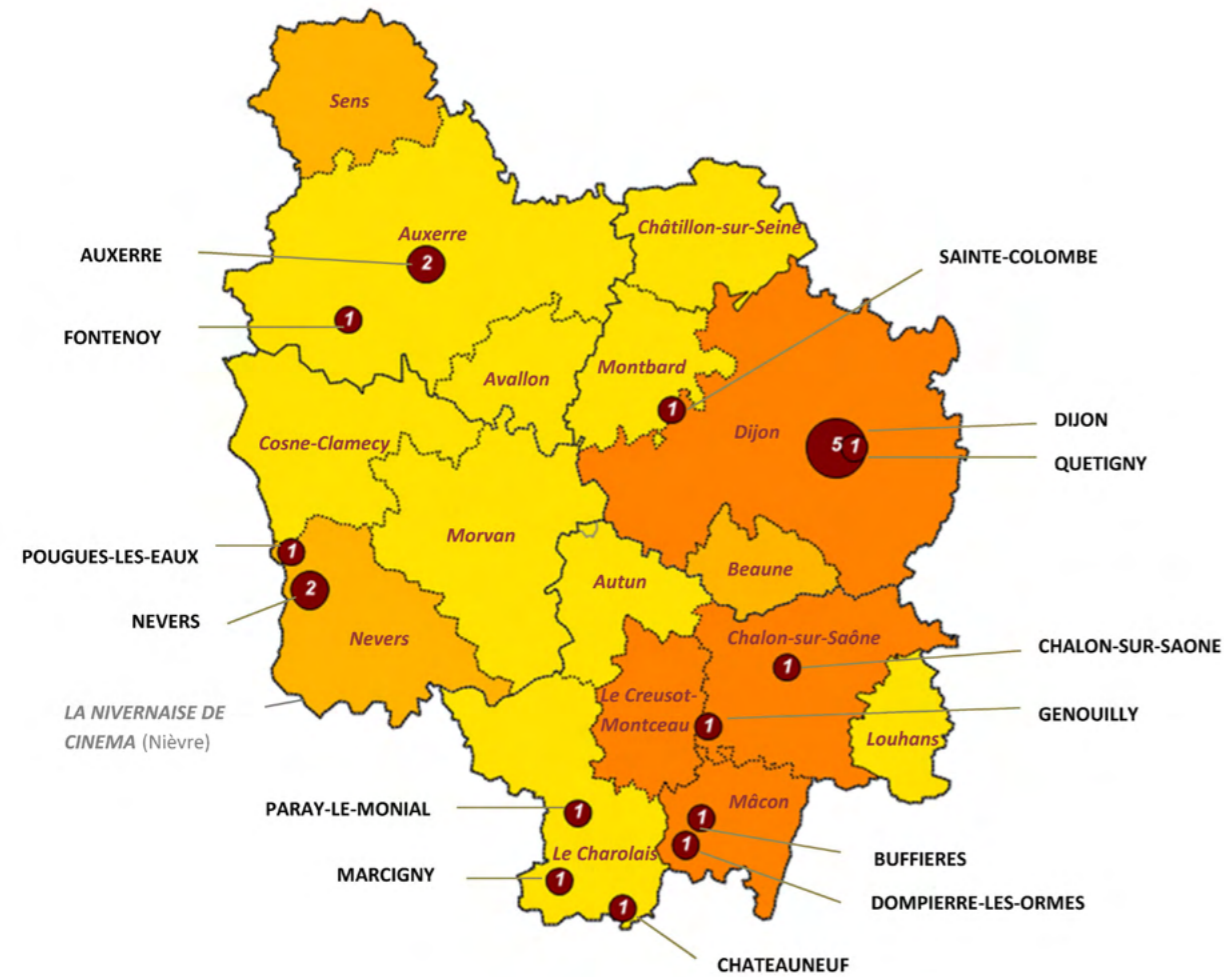 Sens
Châtillon-sur-Seine
Auxerre
AUXERRE
2
SAINTE-COLOMBE
FONTENOY
1
Montbard
Avallon
1
DIJON
Cosne-Clamecy
Dijon
5
1
QUETIGNY
POUGUES-LES-EAUX
1
Morvan
Autun
Beaune
2
NEVERS
Nevers
Chalon-sur-Saône
CHALON-SUR-SAONE
1
LA NIVERNAISE DE
CINEMA (Nièvre)
Le Creusot-
Montceau
1
GENOUILLY
Louhans
PARAY-LE-MONIAL
1
Mâcon
1
1
Le Charolais
BUFFIERES
MARCIGNY
1
DOMPIERRE-LES-ORMES
1
CHATEAUNEUF